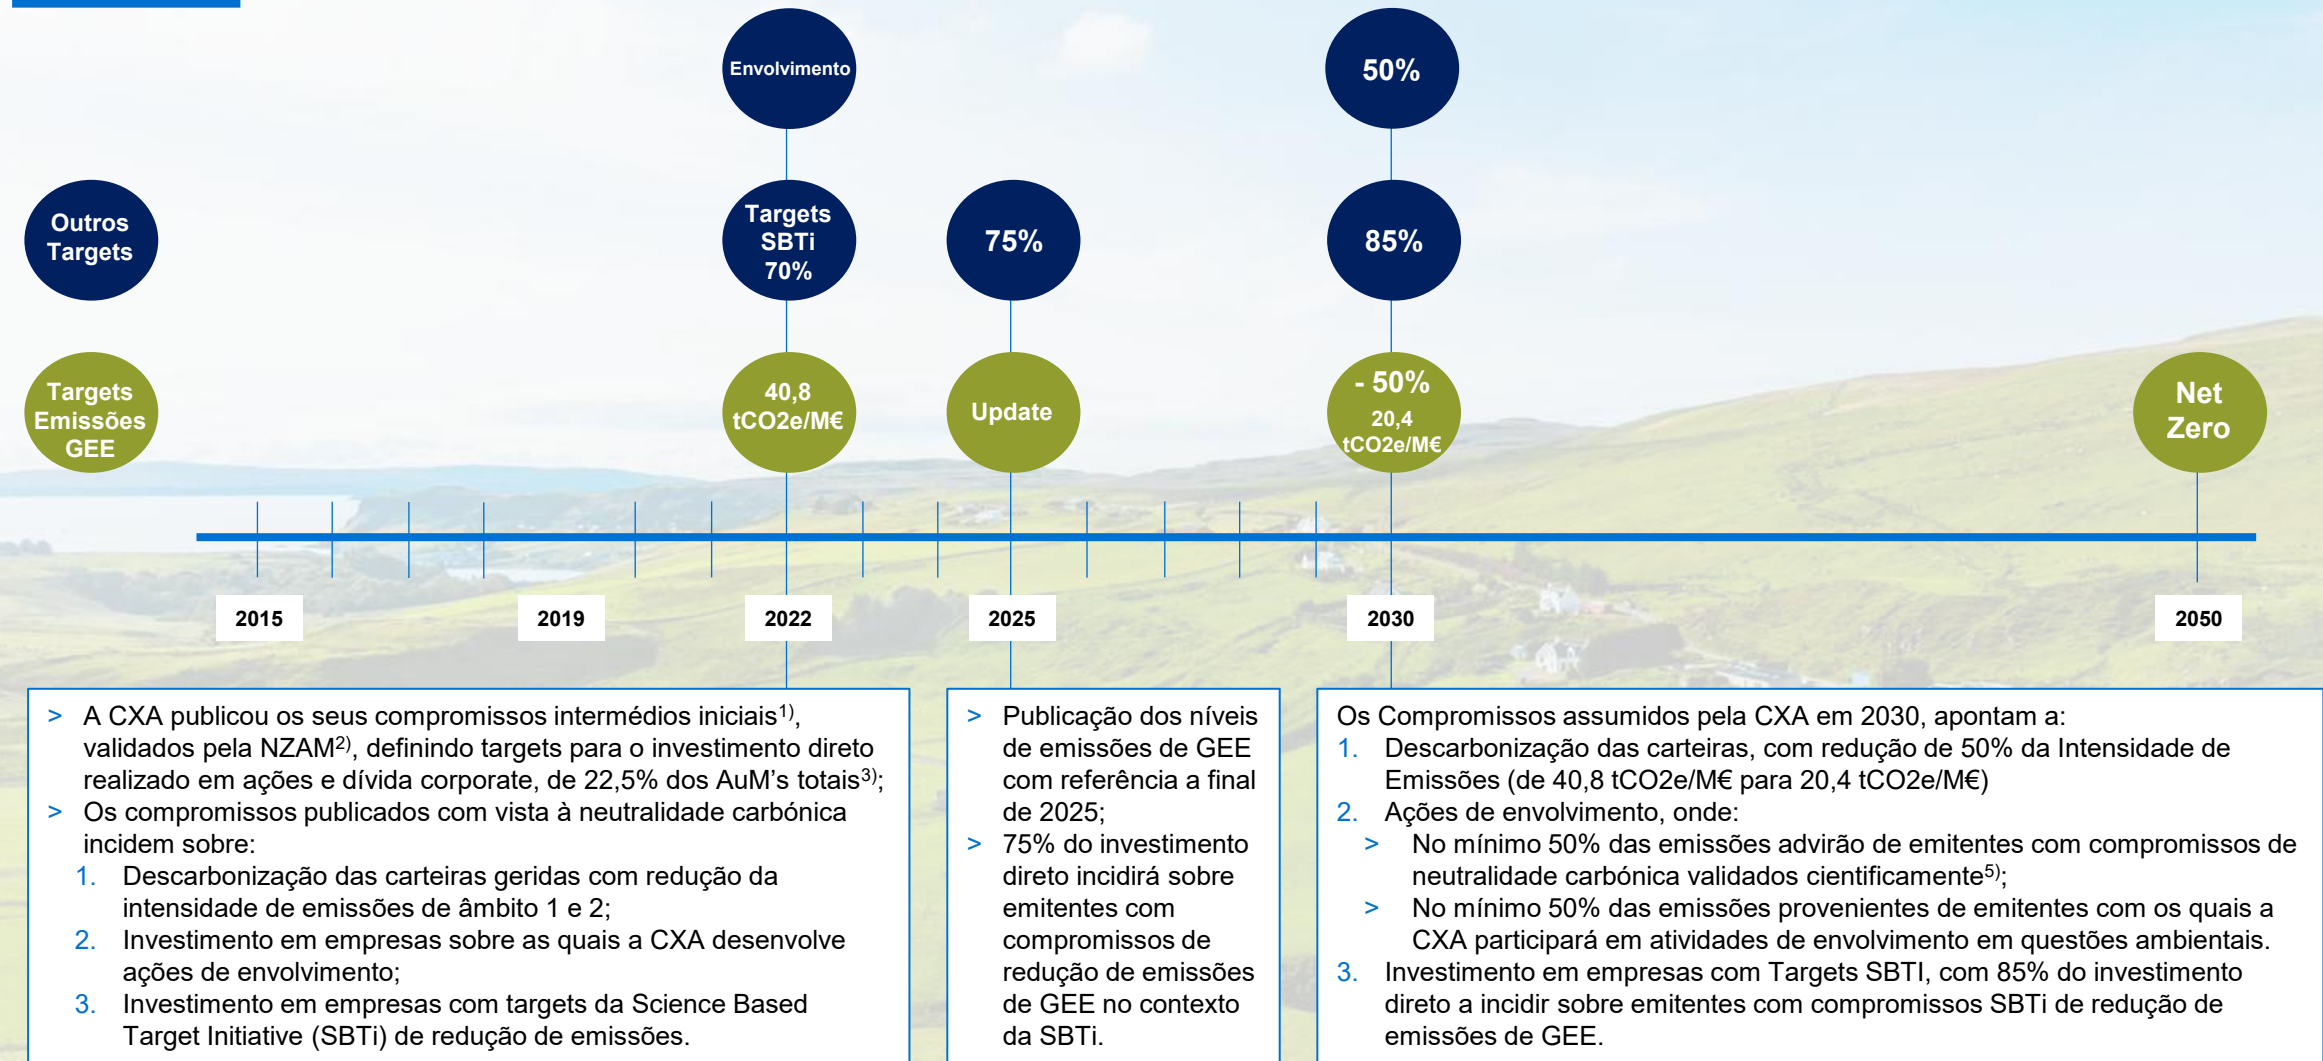 Envolvimento
50%
Outros
Targets
Targets
SBTi
70%
75%
85%
Targets
Emissões
GEE
40,8
tCO2e/M€
Update
- 50%
20,4
tCO2e/M€
Net
Zero
2015
2019
2022
2025
2030
2050
> A CXA publicou os seus compromissos intermédios iniciais1),
validados pela NZAM2), definindo targets para o investimento direto
realizado em ações e dívida corporate, de 22,5% dos AuM’s totais3);
> Os compromissos publicados com vista à neutralidade carbónica
incidem sobre:
1. Descarbonização das carteiras geridas com redução da
intensidade de emissões de âmbito 1 e 2;
2. Investimento em empresas sobre as quais a CXA desenvolve
ações de envolvimento;
3. Investimento em empresas com targets da Science Based
Target Initiative (SBTi) de redução de emissões.
> Publicação dos níveis
de emissões de GEE
com referência a final
de 2025;
> 75% do investimento
direto incidirá sobre
emitentes com
compromissos de
redução de emissões
de GEE no contexto
da SBTi.
Os Compromissos assumidos pela CXA em 2030, apontam a:
1. Descarbonização das carteiras, com redução de 50% da Intensidade de
Emissões (de 40,8 tCO2e/M€ para 20,4 tCO2e/M€)
2. Ações de envolvimento, onde:
> No mínimo 50% das emissões advirão de emitentes com compromissos de
neutralidade carbónica validados cientificamente5);
> No mínimo 50% das emissões provenientes de emitentes com os quais a
CXA participará em atividades de envolvimento em questões ambientais.
3. Investimento em empresas com Targets SBTI, com 85% do investimento
direto a incidir sobre emitentes com compromissos SBTi de redução de
emissões de GEE.